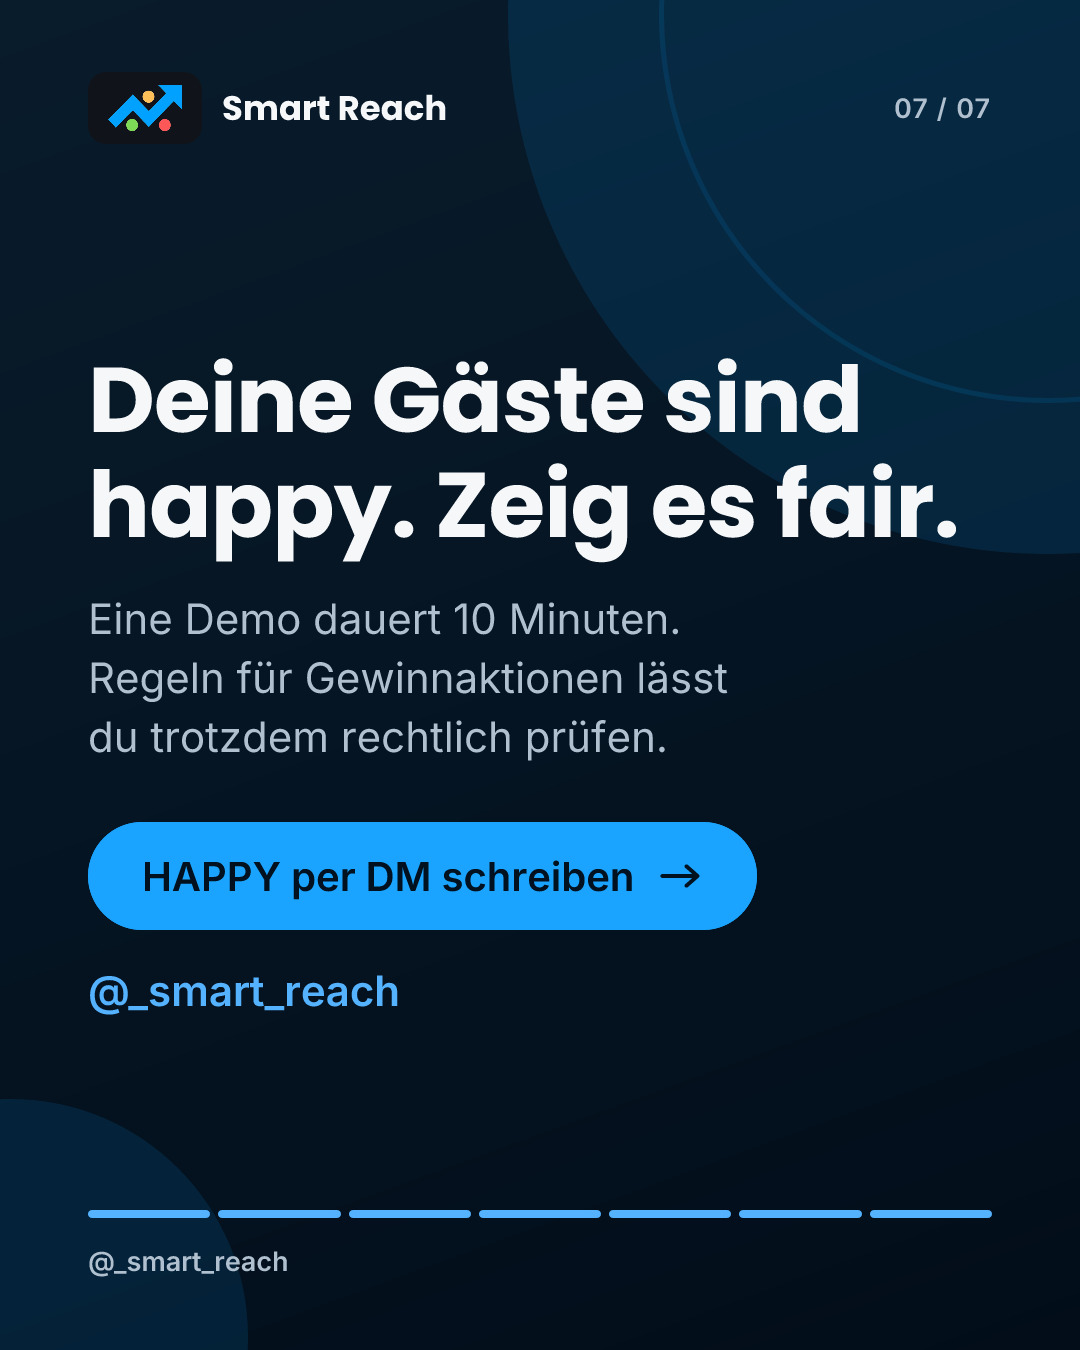 Smart Reach
07 / 07
Deine Gäste sind
happy. Zeig es fair.
Eine Demo dauert 10 Minuten.
Regeln für Gewinnaktionen lässt
du trotzdem rechtlich prüfen.
HAPPY per DM schreiben →
@_smart_reach
@_smart_reach